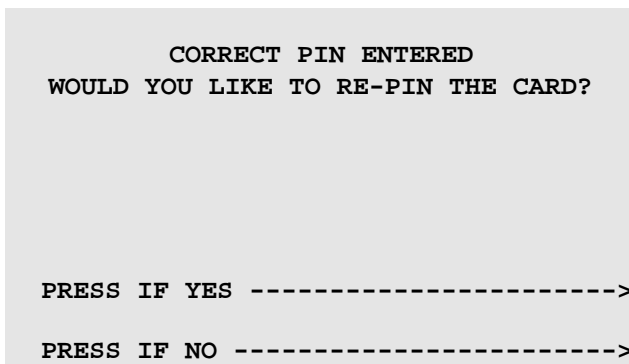 CORRECT PIN ENTERED
WOULD YOU LIKE TO RE-PIN THE CARD?
PRESS IF YES ----------------------->
PRESS IF NO ------------------------>